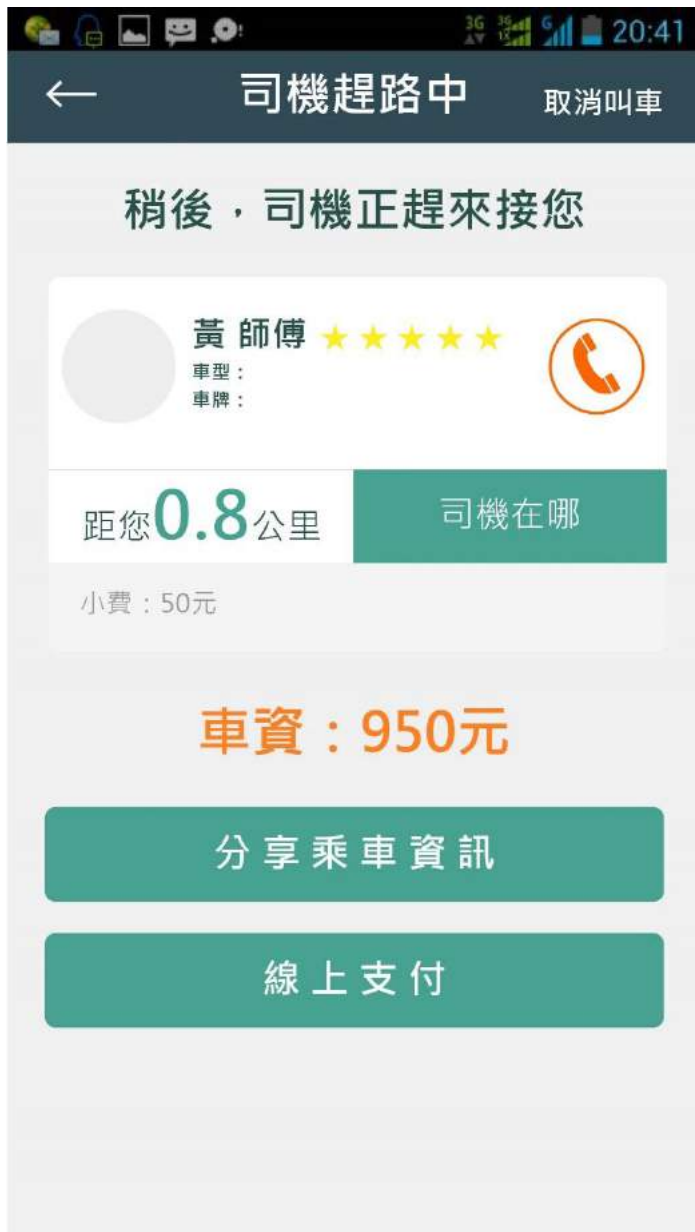 3G 3G 1X G 20:41
← 司機趕路中 取消叫車
稍後，司機正趕來接您
黃 師傅 ★★★★★
車型：
車牌：
距您0.8公里 司機在哪
小費：50元
車資：950元
分享乘車資訊
線上支付